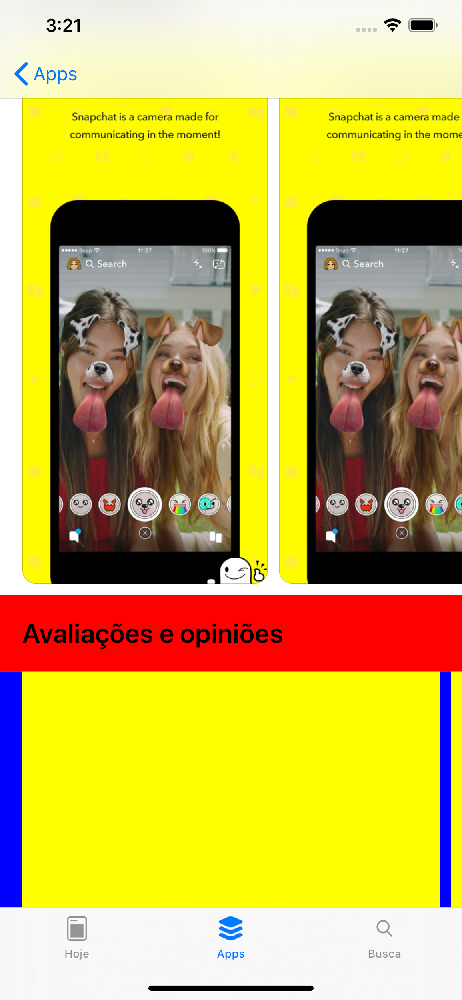 3:21
Apps
Snapchat is a camera made for
communicating in the moment!
Snapchat is a camera made
communicating in the mome
Snap 11:27 100%
Search
Snap 11:27
Search
Avaliações e opiniões
Hoje
Apps
Busca